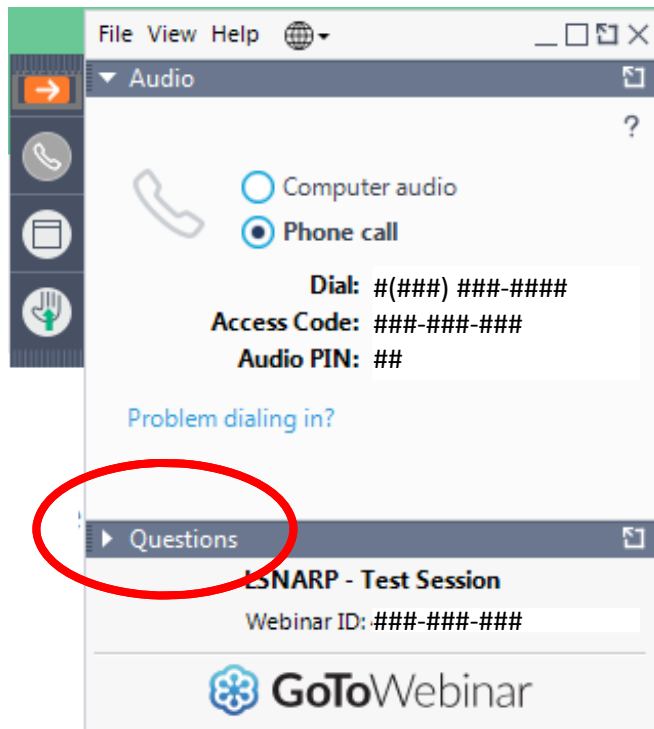 File View Help
Audio
?
Computer audio
Phone call
Dial: #(###) ###-####
Access Code: ###-###-###
Audio PIN: ##
Problem dialing in?
Questions
LSNARP - Test Session
Webinar ID: ###-###-###
GoToWebinar